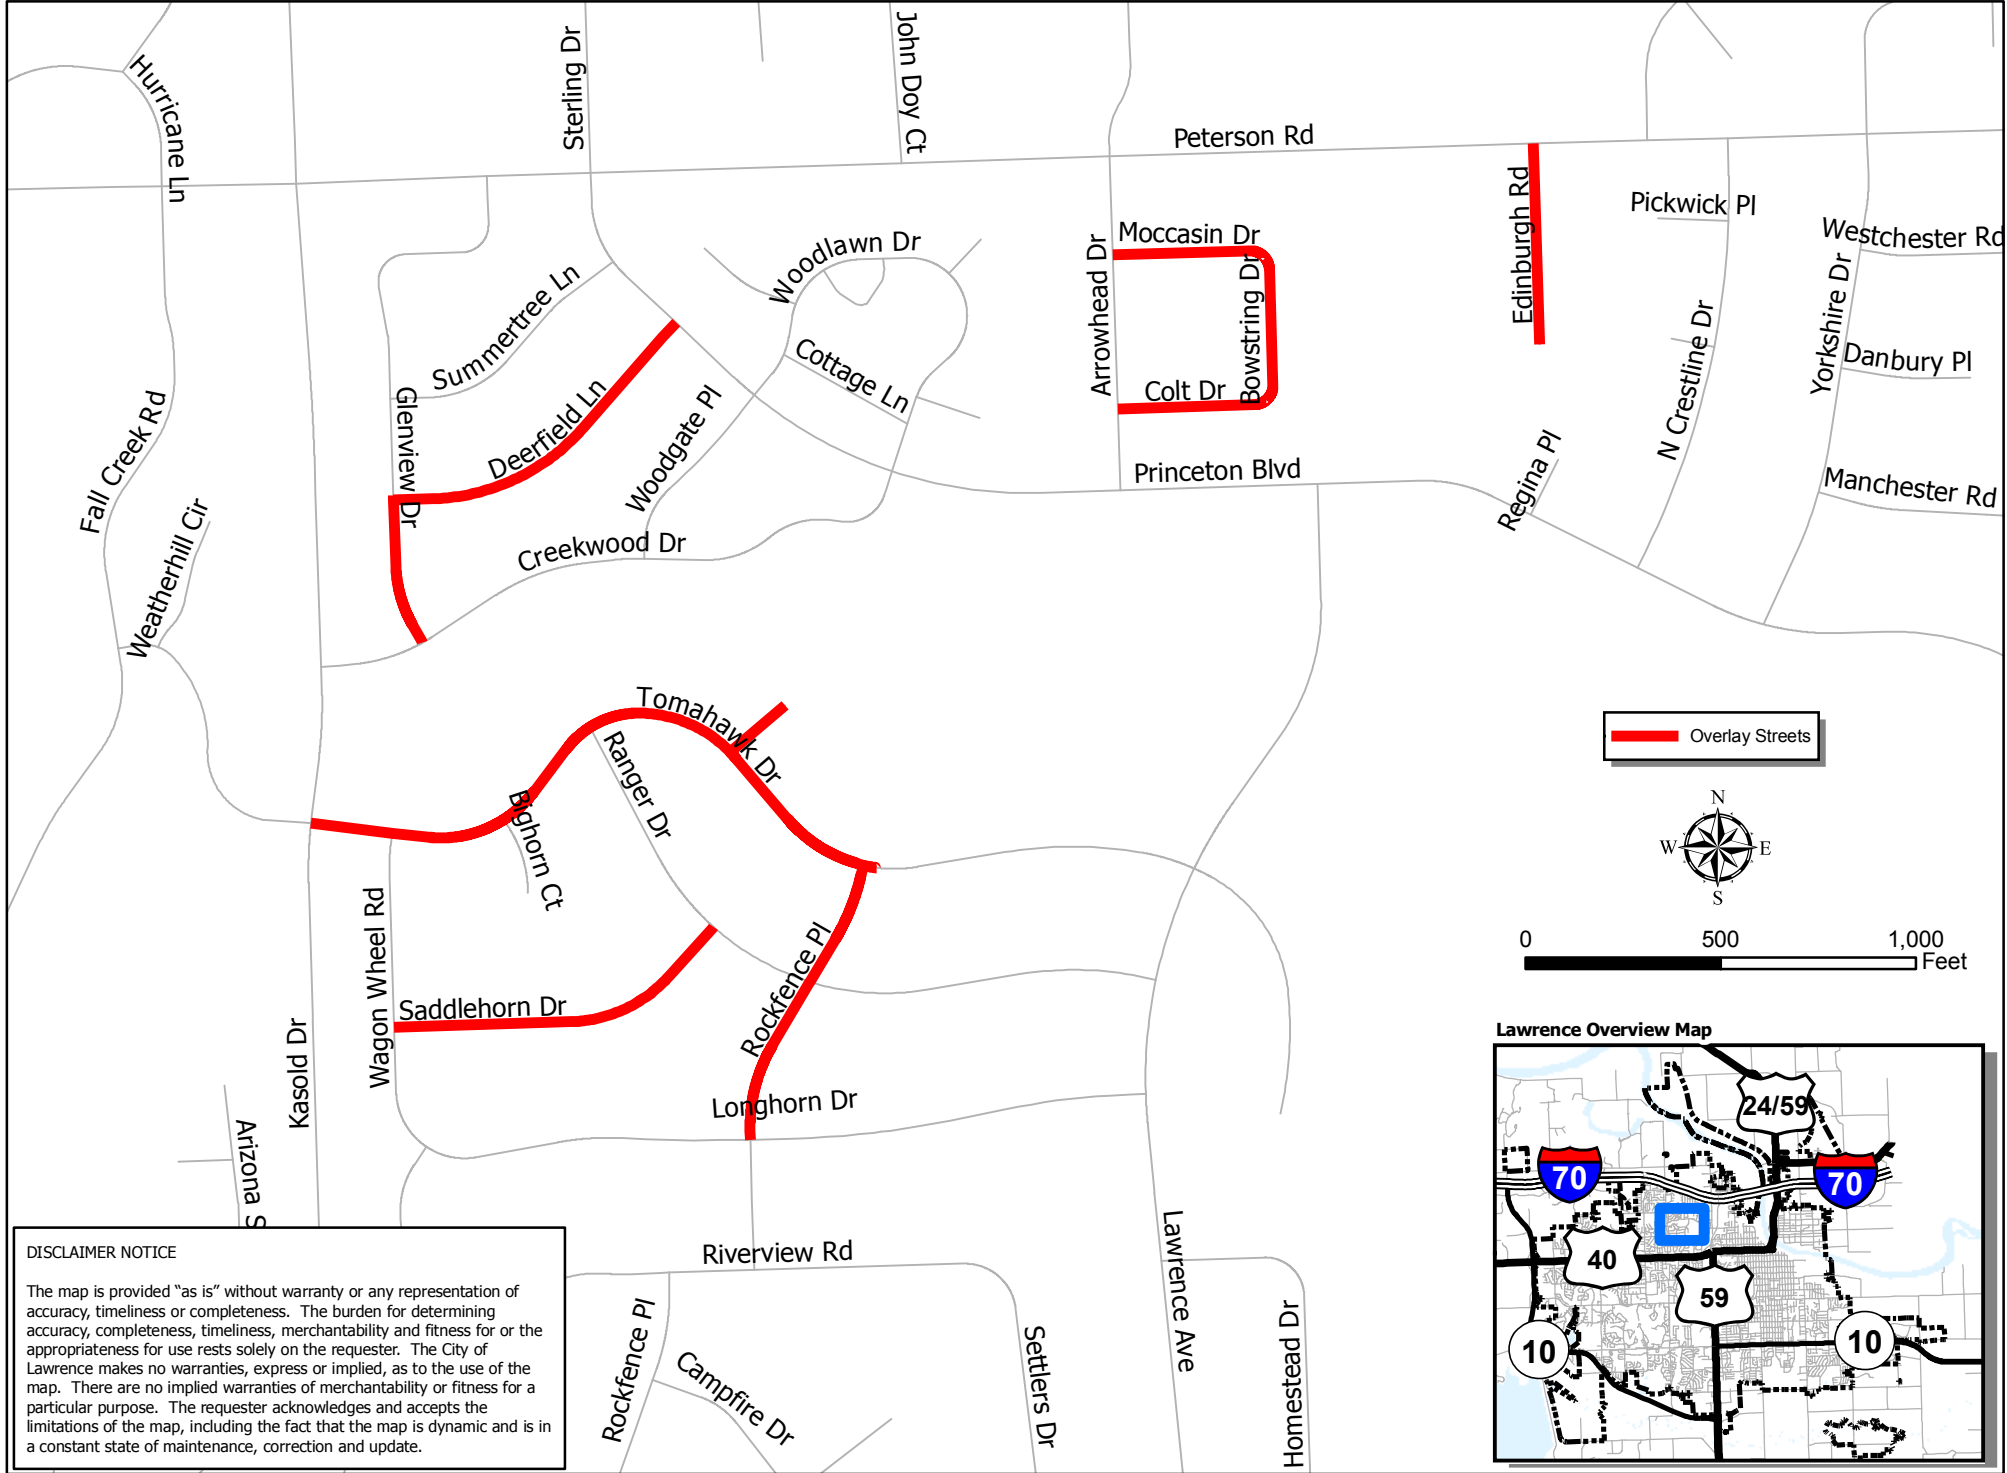 Hurricane Ln
Sterling Dr
John Doy Ct
Peterson Rd
Edinburgh Rd
Pickwick Pl
Westchester Rd
Moccasin Dr
Arrowhead Dr
Bowstring Dr
Colt Dr
Woodlawn Dr
Cottage Ln
Summertree Ln
Deerfield Ln
Glenview Dr
Woodgate Pl
Creekwood Dr
Princeton Blvd
Regina Pl
N Crestline Dr
Yorkshire Dr
Danbury Pl
Manchester Rd
Fall Creek Rd
Weatherhill Cir
Tomahawk Dr
Ranger Dr
Bighorn Ct
Wagon Wheel Rd
Saddlehorn Dr
Rockfence Pl
Longhorn Dr
Kasold Dr
Arizona S
Riverview Rd
Rockfence Pl
Campfire Dr
Settlers Dr
Lawrence Ave
Homestead Dr
Overlay Streets
N
W
E
S
0
500
1,000
Feet
Lawrence Overview Map
24/59
70
70
40
59
10
10
DISCLAIMER NOTICE
The map is provided “as is” without warranty or any representation of
accuracy, timeliness or completeness.  The burden for determining
accuracy, completeness, timeliness, merchantability and fitness for or the
appropriateness for use rests solely on the requester.  The City of
Lawrence makes no warranties, express or implied, as to the use of the
map.  There are no implied warranties of merchantability or fitness for a
particular purpose.  The requester acknowledges and accepts the
limitations of the map, including the fact that the map is dynamic and is in
a constant state of maintenance, correction and update.